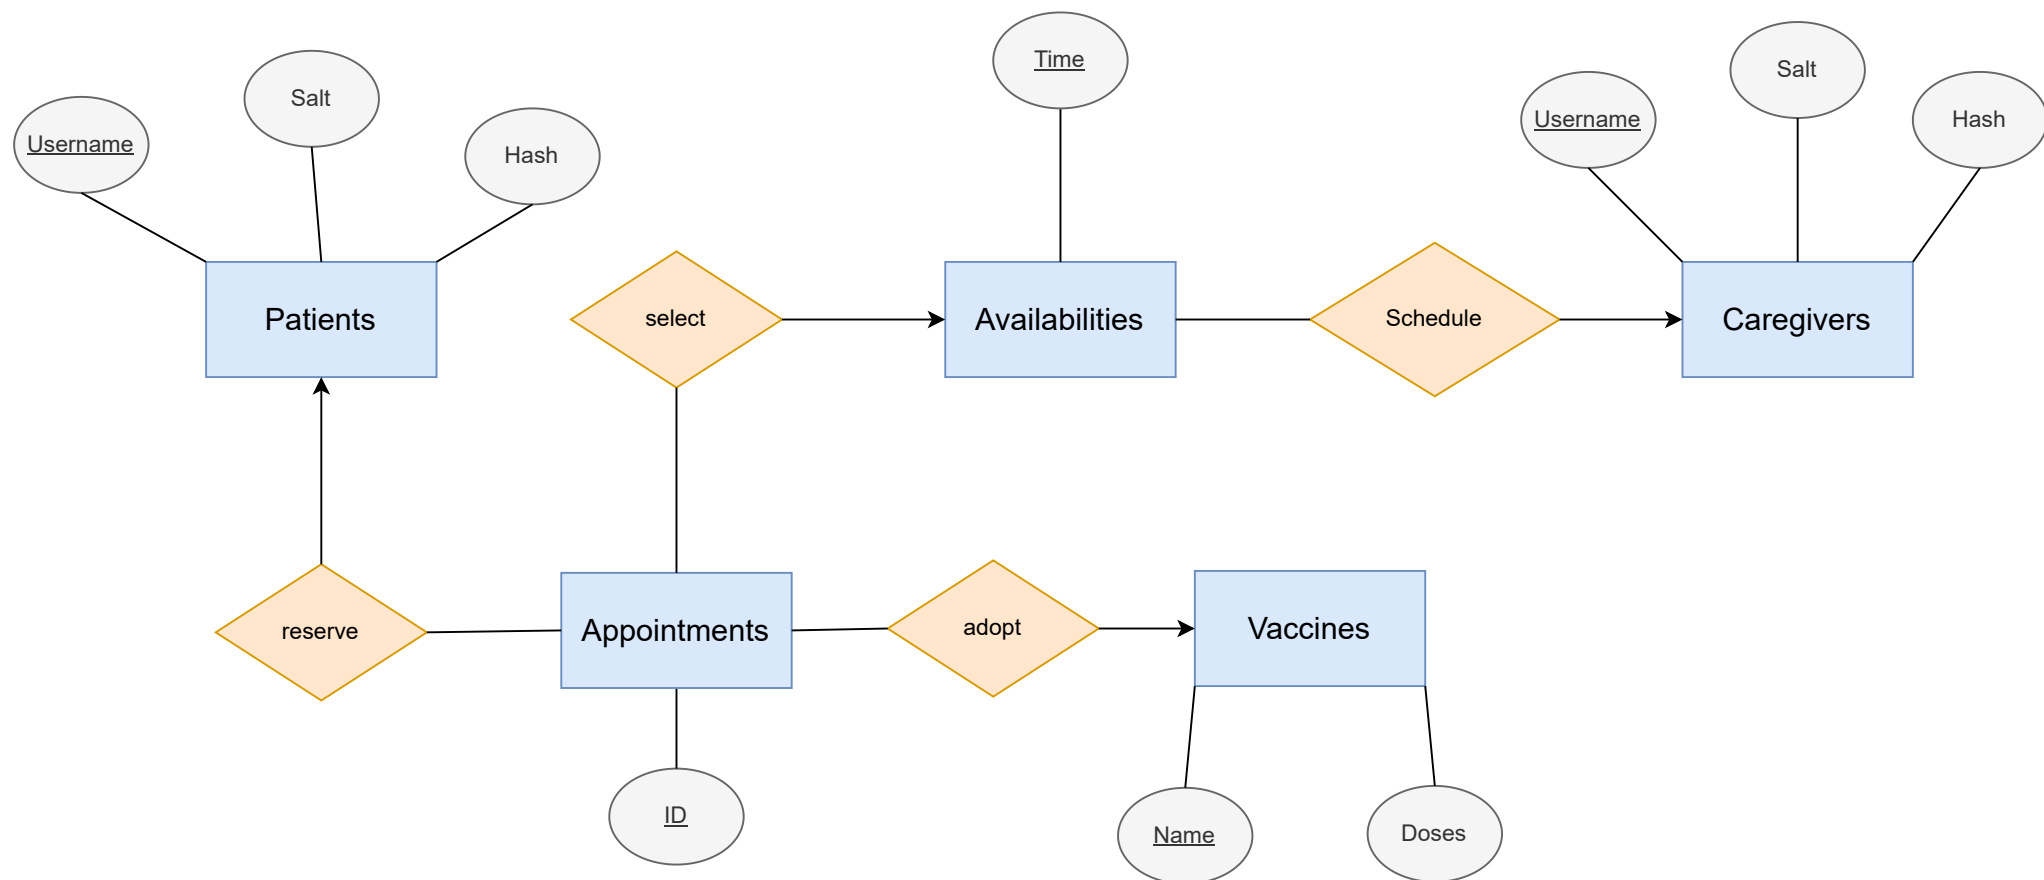 Time
Username
Salt
Hash
Username
Salt
Hash
Patients
select
Availabilities
Schedule
Caregivers
reserve
Appointments
adopt
Vaccines
ID
Name
Doses